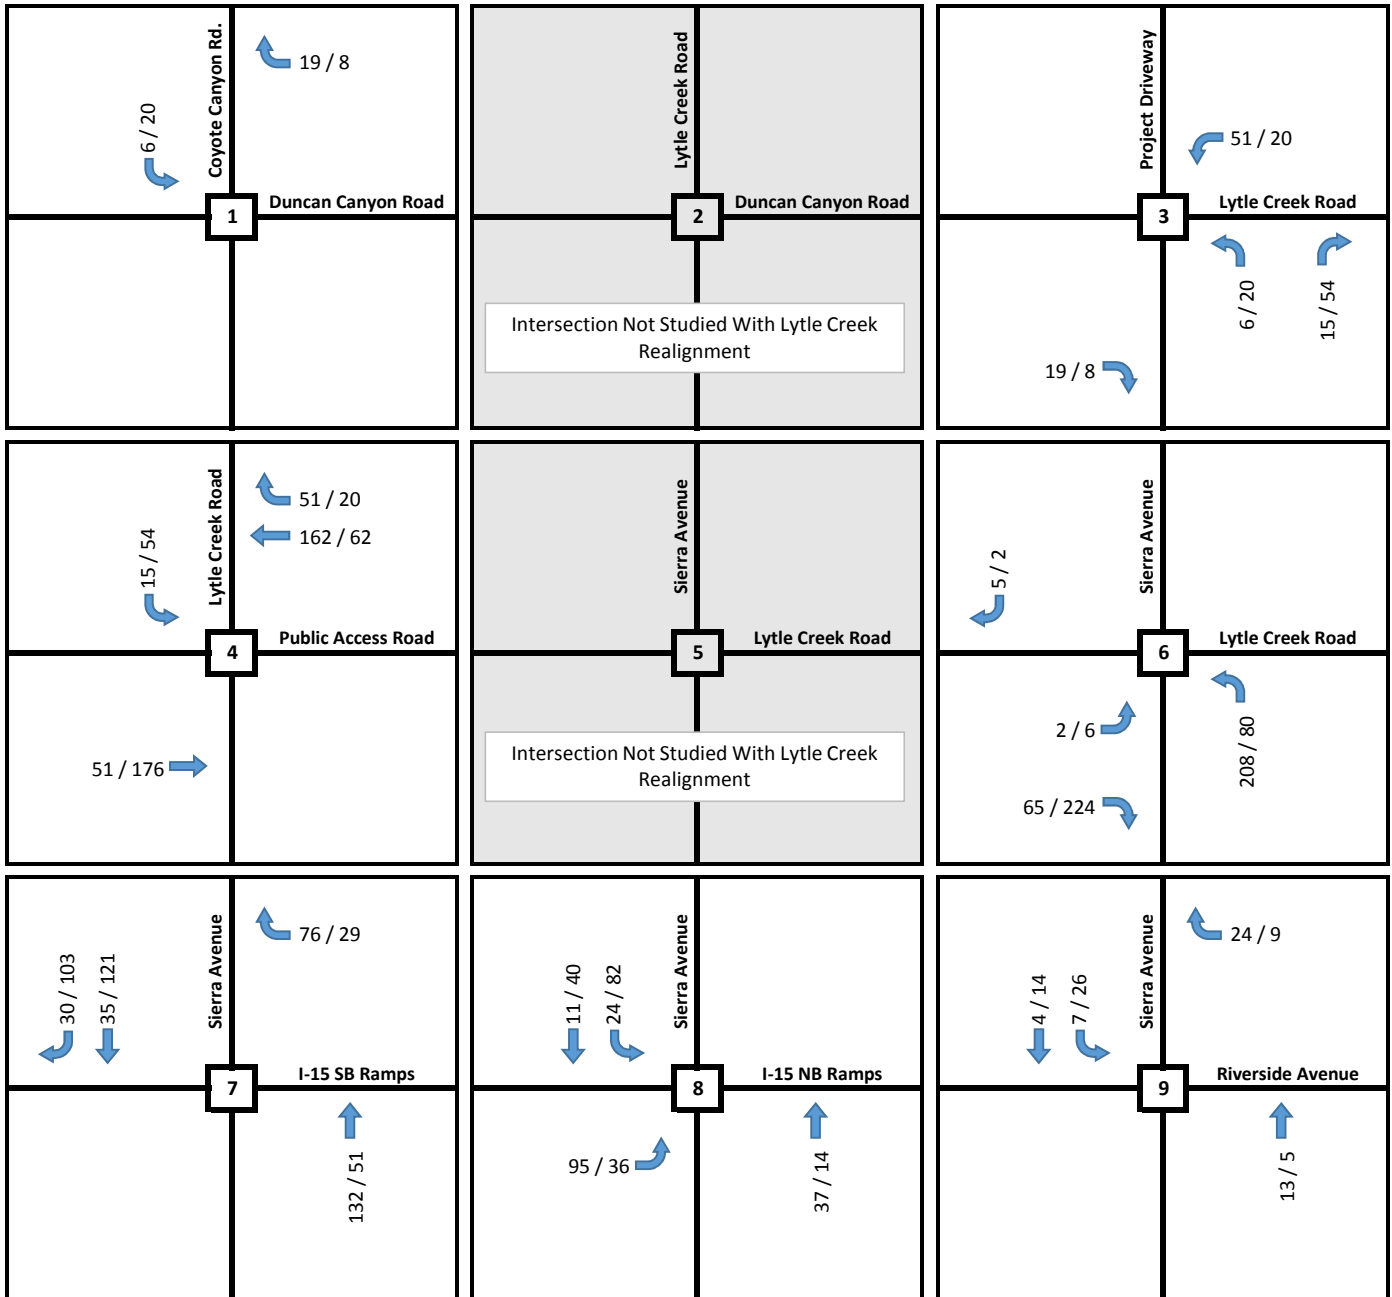 Coyote Canyon Rd.
19 / 8
6 / 20
1
Duncan Canyon Road
Lytle Creek Road
2
Duncan Canyon Road
Intersection Not Studied With Lytle Creek
Realignment
Project Driveway
51 / 20
3
Lytle Creek Road
6 / 20
15 / 54
19 / 8
Lytle Creek Road
51 / 20
162 / 62
15 / 54
4
Public Access Road
51 / 176
Sierra Avenue
5
Lytle Creek Road
Intersection Not Studied With Lytle Creek
Realignment
Sierra Avenue
5 / 2
6
Lytle Creek Road
2 / 6
208 / 80
65 / 224
Sierra Avenue
76 / 29
30 / 103
35 / 121
7
I-15 SB Ramps
132 / 51
Sierra Avenue
11 / 40
24 / 82
8
I-15 NB Ramps
95 / 36
37 / 14
Sierra Avenue
24 / 9
4 / 14
7 / 26
9
Riverside Avenue
13 / 5